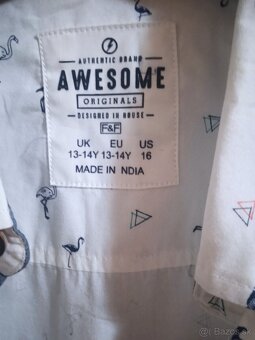 AUTHENTIC BRAND
AWESOME
ORIGINALS
DESIGNED IN HOUSE
F&F
UK EU US
13-14Y 13-14Y 16
MADE IN NDIA
Bazos.sk